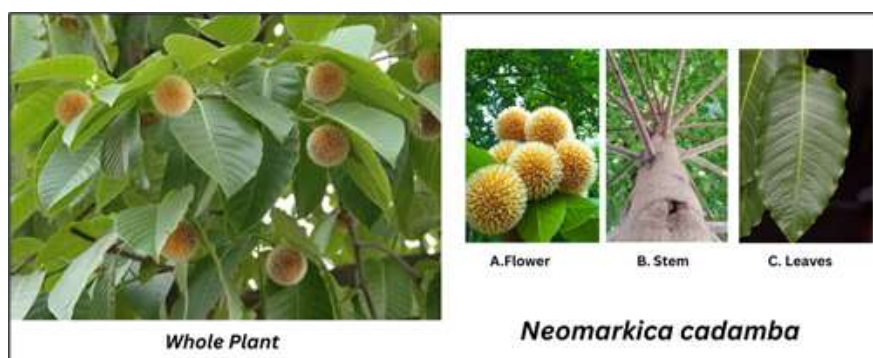 Whole Plant
A.Flower
B. Stem
C. Leaves
Neomarkica cadamba